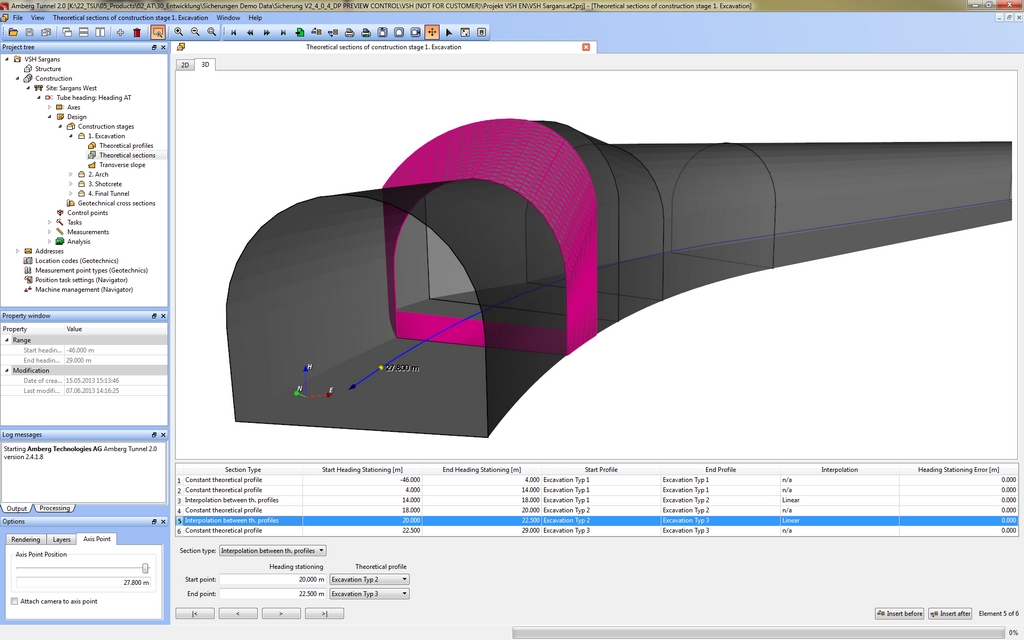 Amberg Tunnel 2.0 [K:\22_TSU\05_Products\02_AT\30_Entwicklung\Sicherungen Demo Data\Sicherung V2_4_0_4_DP PREVIEW CONTROL\VSH (NOT FOR CUSTOMER)\Projekt VSH EN\VSH Sargans.at2prj] - [Theoretical sections of construction stage 1. Excavation]
File View Theoretical sections of construction stage 1. Excavation Window Help
Project tree
VSH Sargans
Structure
Construction
Site: Sargans West
Tube heading: Heading AT
Axes
Design
Construction stages
1. Excavation
Theoretical profiles
Theoretical sections
Transverse slope
2. Arch
3. Shotcrete
4. Final Tunnel
Geotechnical cross sections
Control points
Tasks
Measurements
Analysis
Addresses
Location codes (Geotechnics)
Measurement point types (Geotechnics)
Position task settings (Navigator)
Machine management (Navigator)
Property window
Property Value
Range
Start headin... -46.000 m
End headin... 29.000 m
Modification
Date of crea... 15.05.2013 15:13:46
Last modifi... 07.06.2013 14:16:25
Log messages
Starting Amberg Technologies AG Amberg Tunnel 2.0
version 2.4.1.8
Output Processing
Options
Rendering Layers Axis Point
Axis Point Position
27.800 m
Attach camera to axis point
Theoretical sections of construction stage 1. Excavation
2D 3D
H
N E
27.800 m
Section Type Start Heading Stationing [m] End Heading Stationing [m] Start Profile End Profile Interpolation Heading Stationing Error [m]
1 Constant theoretical profile -46.000 4.000 Excavation Typ 1 Excavation Typ 1 n/a 0.000
2 Constant theoretical profile 4.000 14.000 Excavation Typ 1 Excavation Typ 1 n/a 0.000
3 Interpolation between th. profiles 14.000 18.000 Excavation Typ 1 Excavation Typ 2 Linear 0.000
4 Constant theoretical profile 18.000 20.000 Excavation Typ 2 Excavation Typ 2 n/a 0.000
5 Interpolation between th. profiles 20.000 22.500 Excavation Typ 2 Excavation Typ 3 Linear 0.000
6 Constant theoretical profile 22.500 29.000 Excavation Typ 3 Excavation Typ 3 n/a 0.000
Section type: Interpolation between th. profiles
Heading stationing Theoretical profile
Start point: 20.000 m Excavation Typ 2
End point: 22.500 m Excavation Typ 3
|< < > >| Insert before Insert after Element 5 of 6
0%